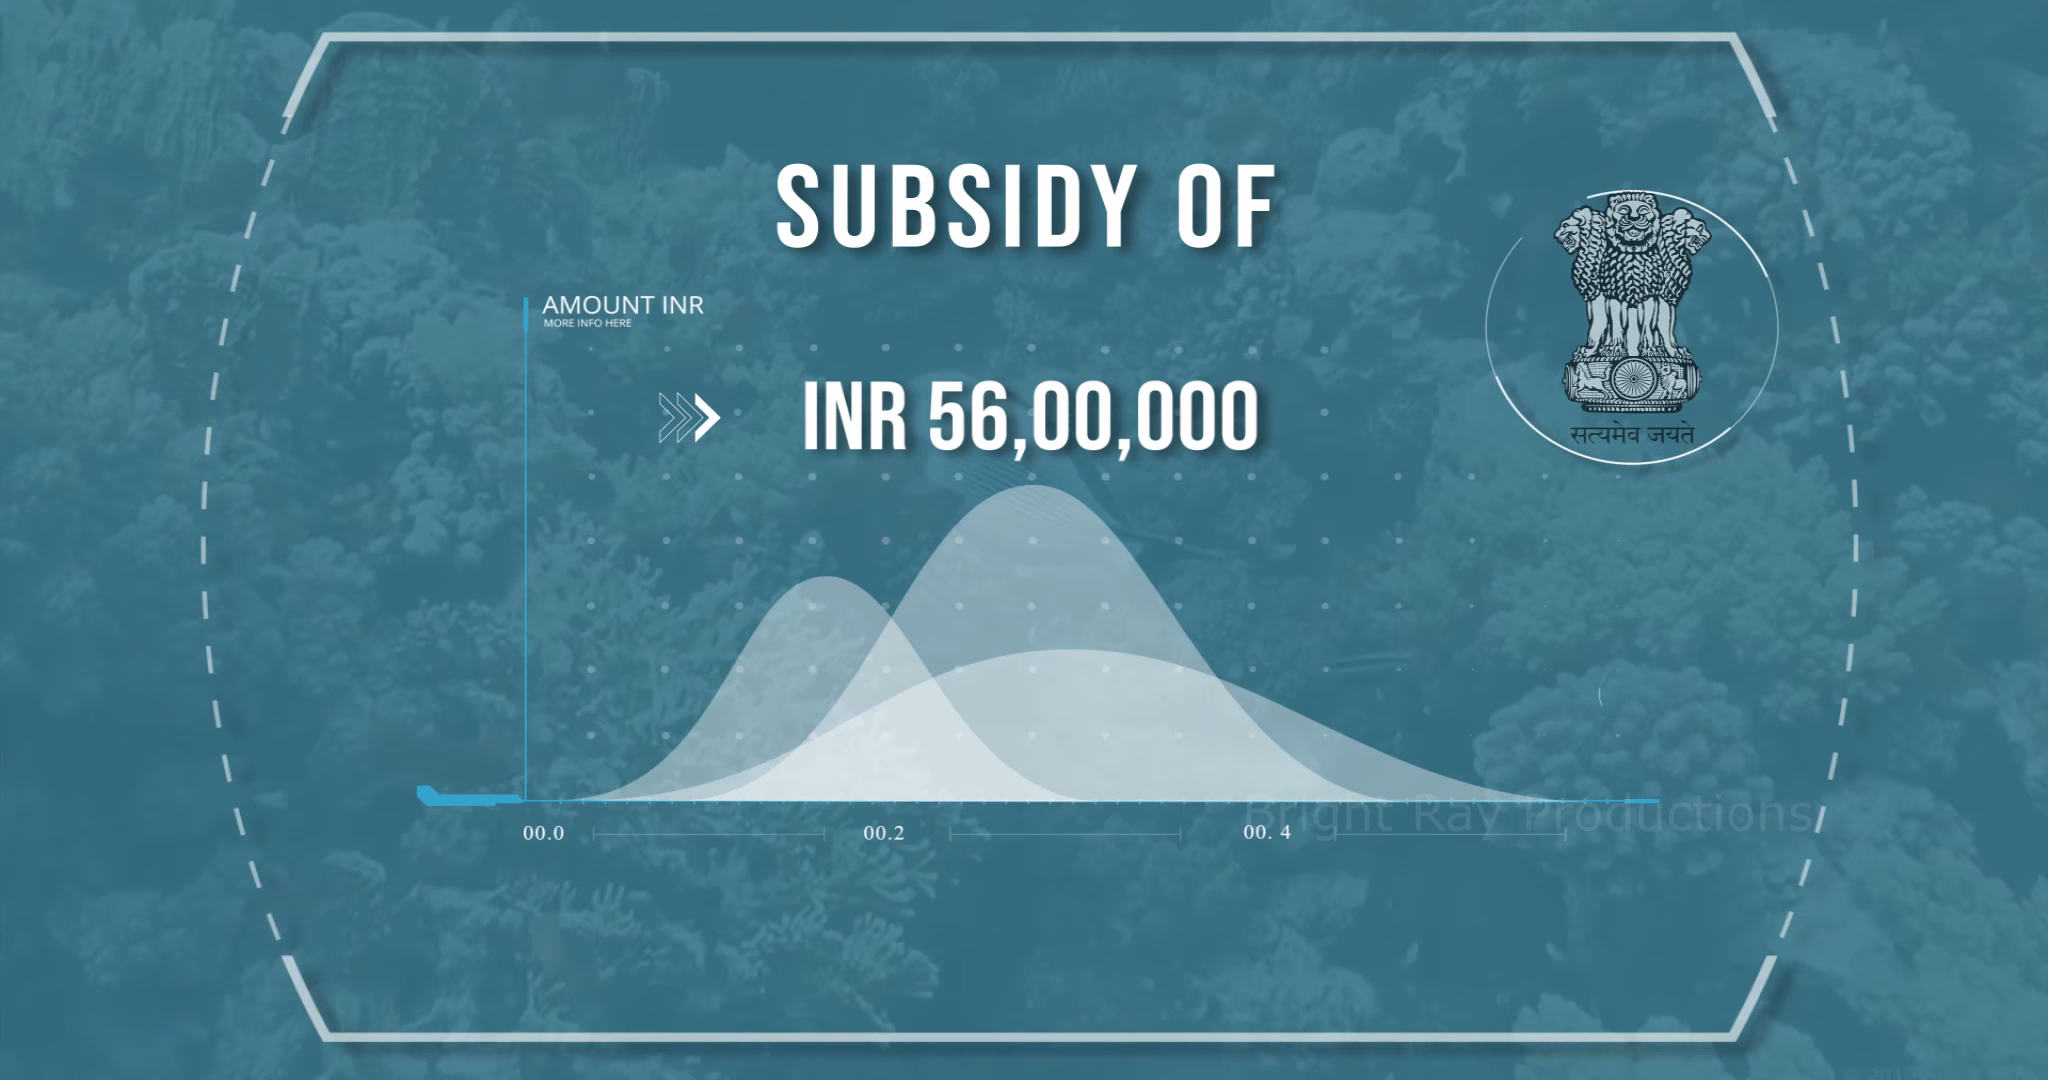 SUBSIDY OF
AMOUNT INR
MORE INFO HERE
INR 56,00,000
सत्यमेव जयते
Bright Ray Productions
00.0
00.2
00. 4